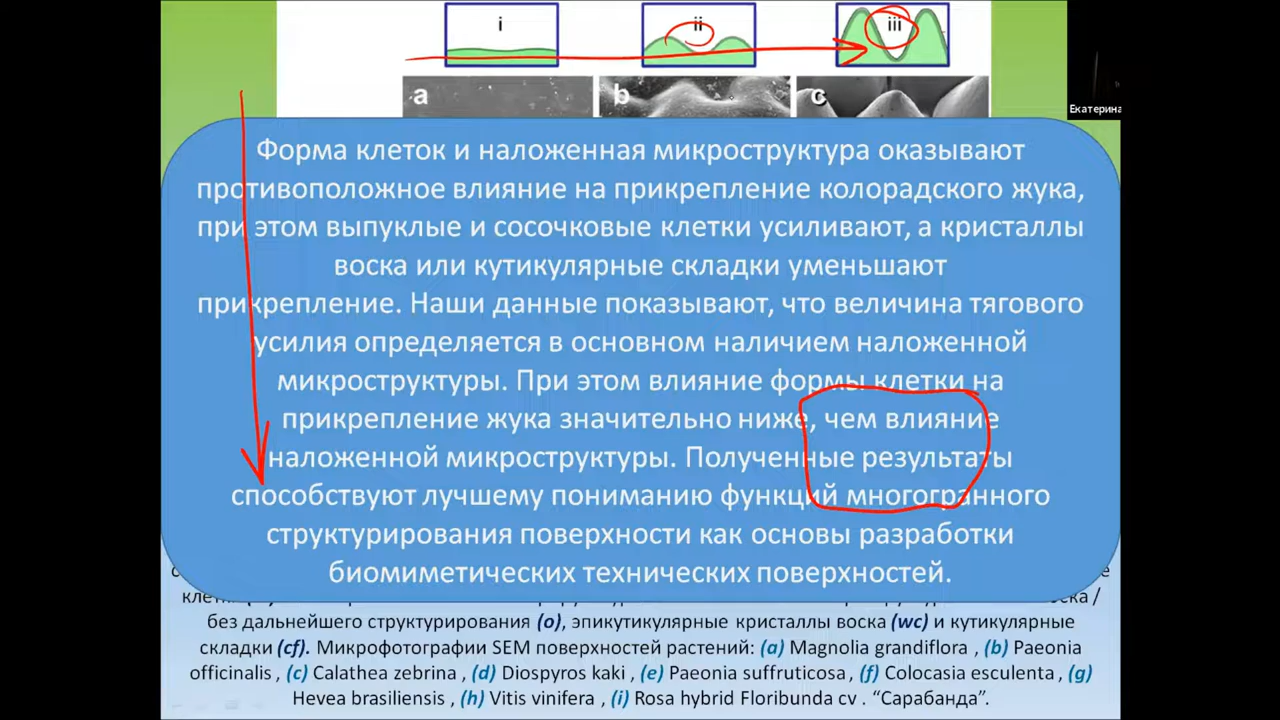 i ii iii
a b c
Екатерина
Форма клеток и наложенная микроструктура оказывают
противоположное влияние на прикрепление колорадского жука,
при этом выпуклые и сосочковые клетки усиливают, а кристаллы
воска или кутикулярные складки уменьшают
прикрепление. Наши данные показывают, что величина тягового
усилия определяется в основном наличием наложенной
микроструктуры. При этом влияние формы клетки на
прикрепление жука значительно ниже, чем влияние
наложенной микроструктуры. Полученные результаты
способствуют лучшему пониманию функций многогранного
структурирования поверхности как основы разработки
биомиметических технических поверхностей.
без дальнейшего структурирования (o), эпикутикулярные кристаллы воска (wc) и кутикулярные
складки (cf). Микрофотографии SEM поверхностей растений: (a) Magnolia grandiflora , (b) Paeonia
officinalis , (c) Calathea zebrina , (d) Diospyros kaki , (e) Paeonia suffruticosa , (f) Colocasia esculenta , (g)
Hevea brasiliensis , (h) Vitis vinifera , (i) Rosa hybrid Floribunda cv . “Сарабанда”.